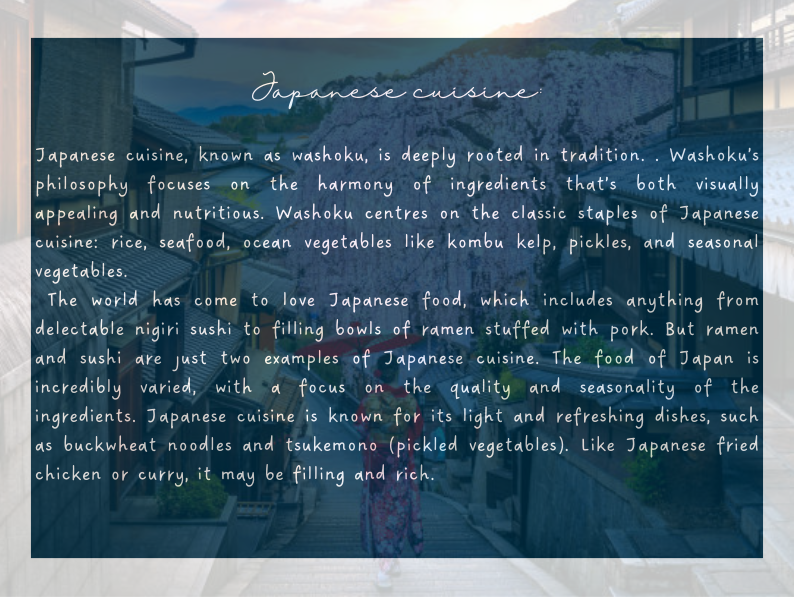 Japanese cuisine:
Japanese cuisine, known as washoku, is deeply rooted in tradition. . Washoku's
philosophy focuses on the harmony of ingredients that's both visually
appealing and nutritious. Washoku centres on the classic staples of Japanese
cuisine: rice, seafood, ocean vegetables like kombu kelp, pickles, and seasonal
vegetables.
The world has come to love Japanese food, which includes anything from
delectable nigiri sushi to filling bowls of ramen stuffed with pork. But ramen
and sushi are just two examples of Japanese cuisine. The food of Japan is
incredibly varied, with a focus on the quality and seasonality of the
ingredients. Japanese cuisine is known for its light and refreshing dishes, such
as buckwheat noodles and tsukemono (pickled vegetables). Like Japanese fried
chicken or curry, it may be filling and rich.